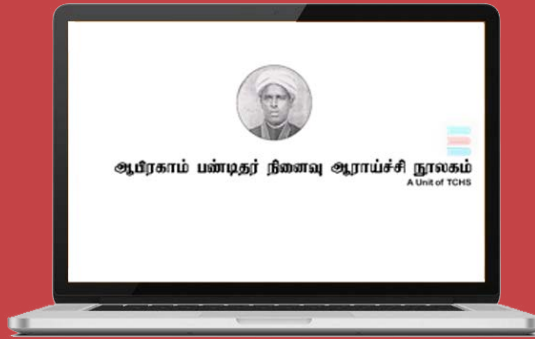 ஆபிரகாம் பண்டிதர் நினைவு ஆராய்ச்சி நூலகம்
A Unit of TCHS